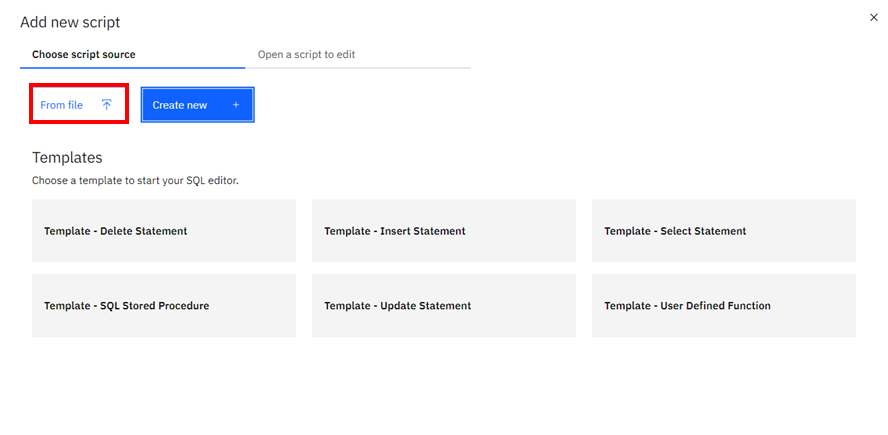 Add new script
Choose script source
Open a script to edit
From file
Create new
Templates
Choose a template to start your SQL editor.
Template - Delete Statement
Template - Insert Statement
Template - Select Statement
Template - SQL Stored Procedure
Template - Update Statement
Template - User Defined Function